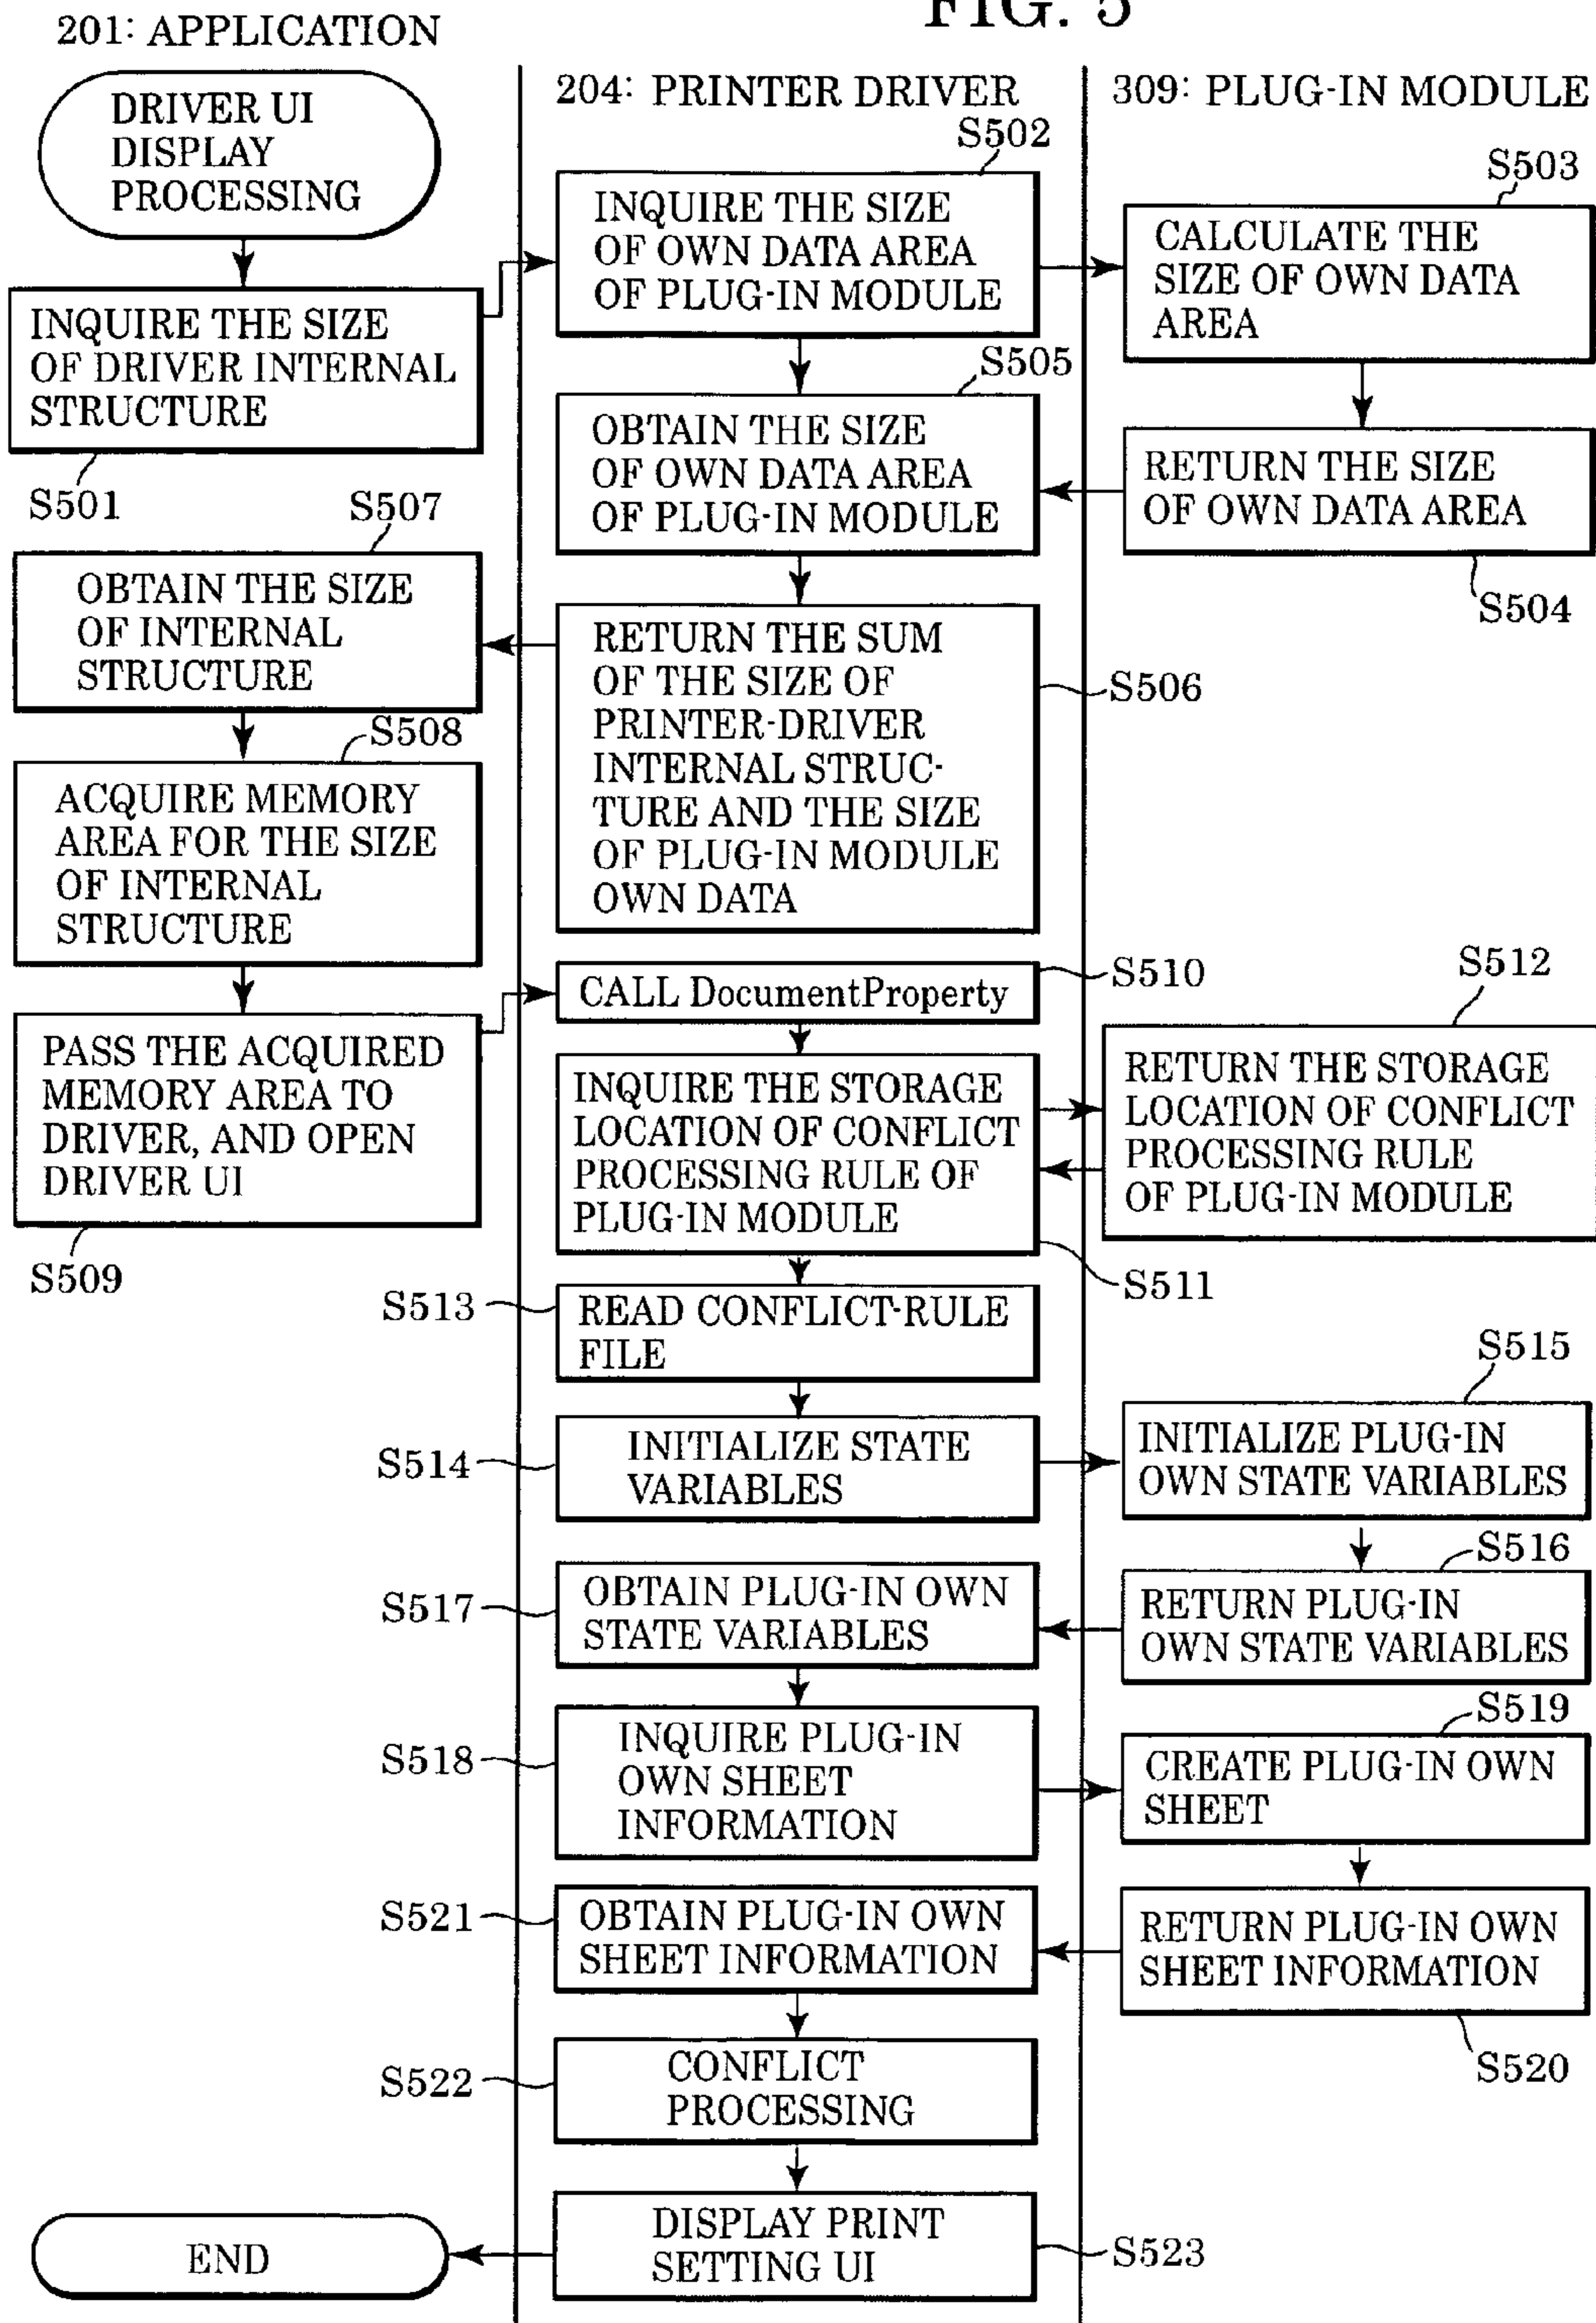 FIG. 5
201: APPLICATION
204: PRINTER DRIVER
309: PLUG-IN MODULE
DRIVER UI
DISPLAY
PROCESSING
INQUIRE THE SIZE
OF DRIVER INTERNAL
STRUCTURE
S501
S502
INQUIRE THE SIZE
OF OWN DATA AREA
OF PLUG-IN MODULE
S503
CALCULATE THE
SIZE OF OWN DATA
AREA
RETURN THE SIZE
OF OWN DATA AREA
S504
S505
OBTAIN THE SIZE
OF OWN DATA AREA
OF PLUG-IN MODULE
RETURN THE SUM
OF THE SIZE OF
PRINTER-DRIVER
INTERNAL STRUC-
TURE AND THE SIZE
OF PLUG-IN MODULE
OWN DATA
S506
S507
OBTAIN THE SIZE
OF INTERNAL
STRUCTURE
S508
ACQUIRE MEMORY
AREA FOR THE SIZE
OF INTERNAL
STRUCTURE
PASS THE ACQUIRED
MEMORY AREA TO
DRIVER, AND OPEN
DRIVER UI
S509
CALL DocumentProperty
S510
INQUIRE THE STORAGE
LOCATION OF CONFLICT
PROCESSING RULE OF
PLUG-IN MODULE
S511
S512
RETURN THE STORAGE
LOCATION OF CONFLICT
PROCESSING RULE
OF PLUG-IN MODULE
S513
READ CONFLICT-RULE
FILE
S514
INITIALIZE STATE
VARIABLES
S515
INITIALIZE PLUG-IN
OWN STATE VARIABLES
S516
RETURN PLUG-IN
OWN STATE VARIABLES
S517
OBTAIN PLUG-IN OWN
STATE VARIABLES
S518
INQUIRE PLUG-IN
OWN SHEET
INFORMATION
S519
CREATE PLUG-IN OWN
SHEET
RETURN PLUG-IN OWN
SHEET INFORMATION
S520
S521
OBTAIN PLUG-IN OWN
SHEET INFORMATION
S522
CONFLICT
PROCESSING
DISPLAY PRINT
SETTING UI
S523
END